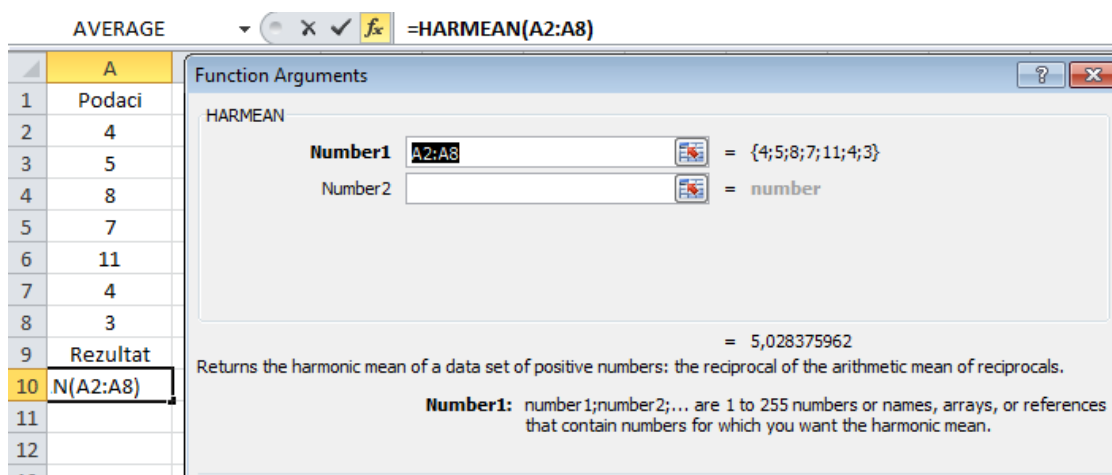 AVERAGE fx =HARMEAN(A2:A8)
A
1 Podaci
2 4
3 5
4 8
5 7
6 11
7 4
8 3
9 Rezultat
10 N(A2:A8)
11
12
Function Arguments ?
HARMEAN
Number1 A2:A8 = {4;5;8;7;11;4;3}
Number2 = number
= 5,028375962
Returns the harmonic mean of a data set of positive numbers: the reciprocal of the arithmetic mean of reciprocals.
Number1: number1;number2;... are 1 to 255 numbers or names, arrays, or references
that contain numbers for which you want the harmonic mean.